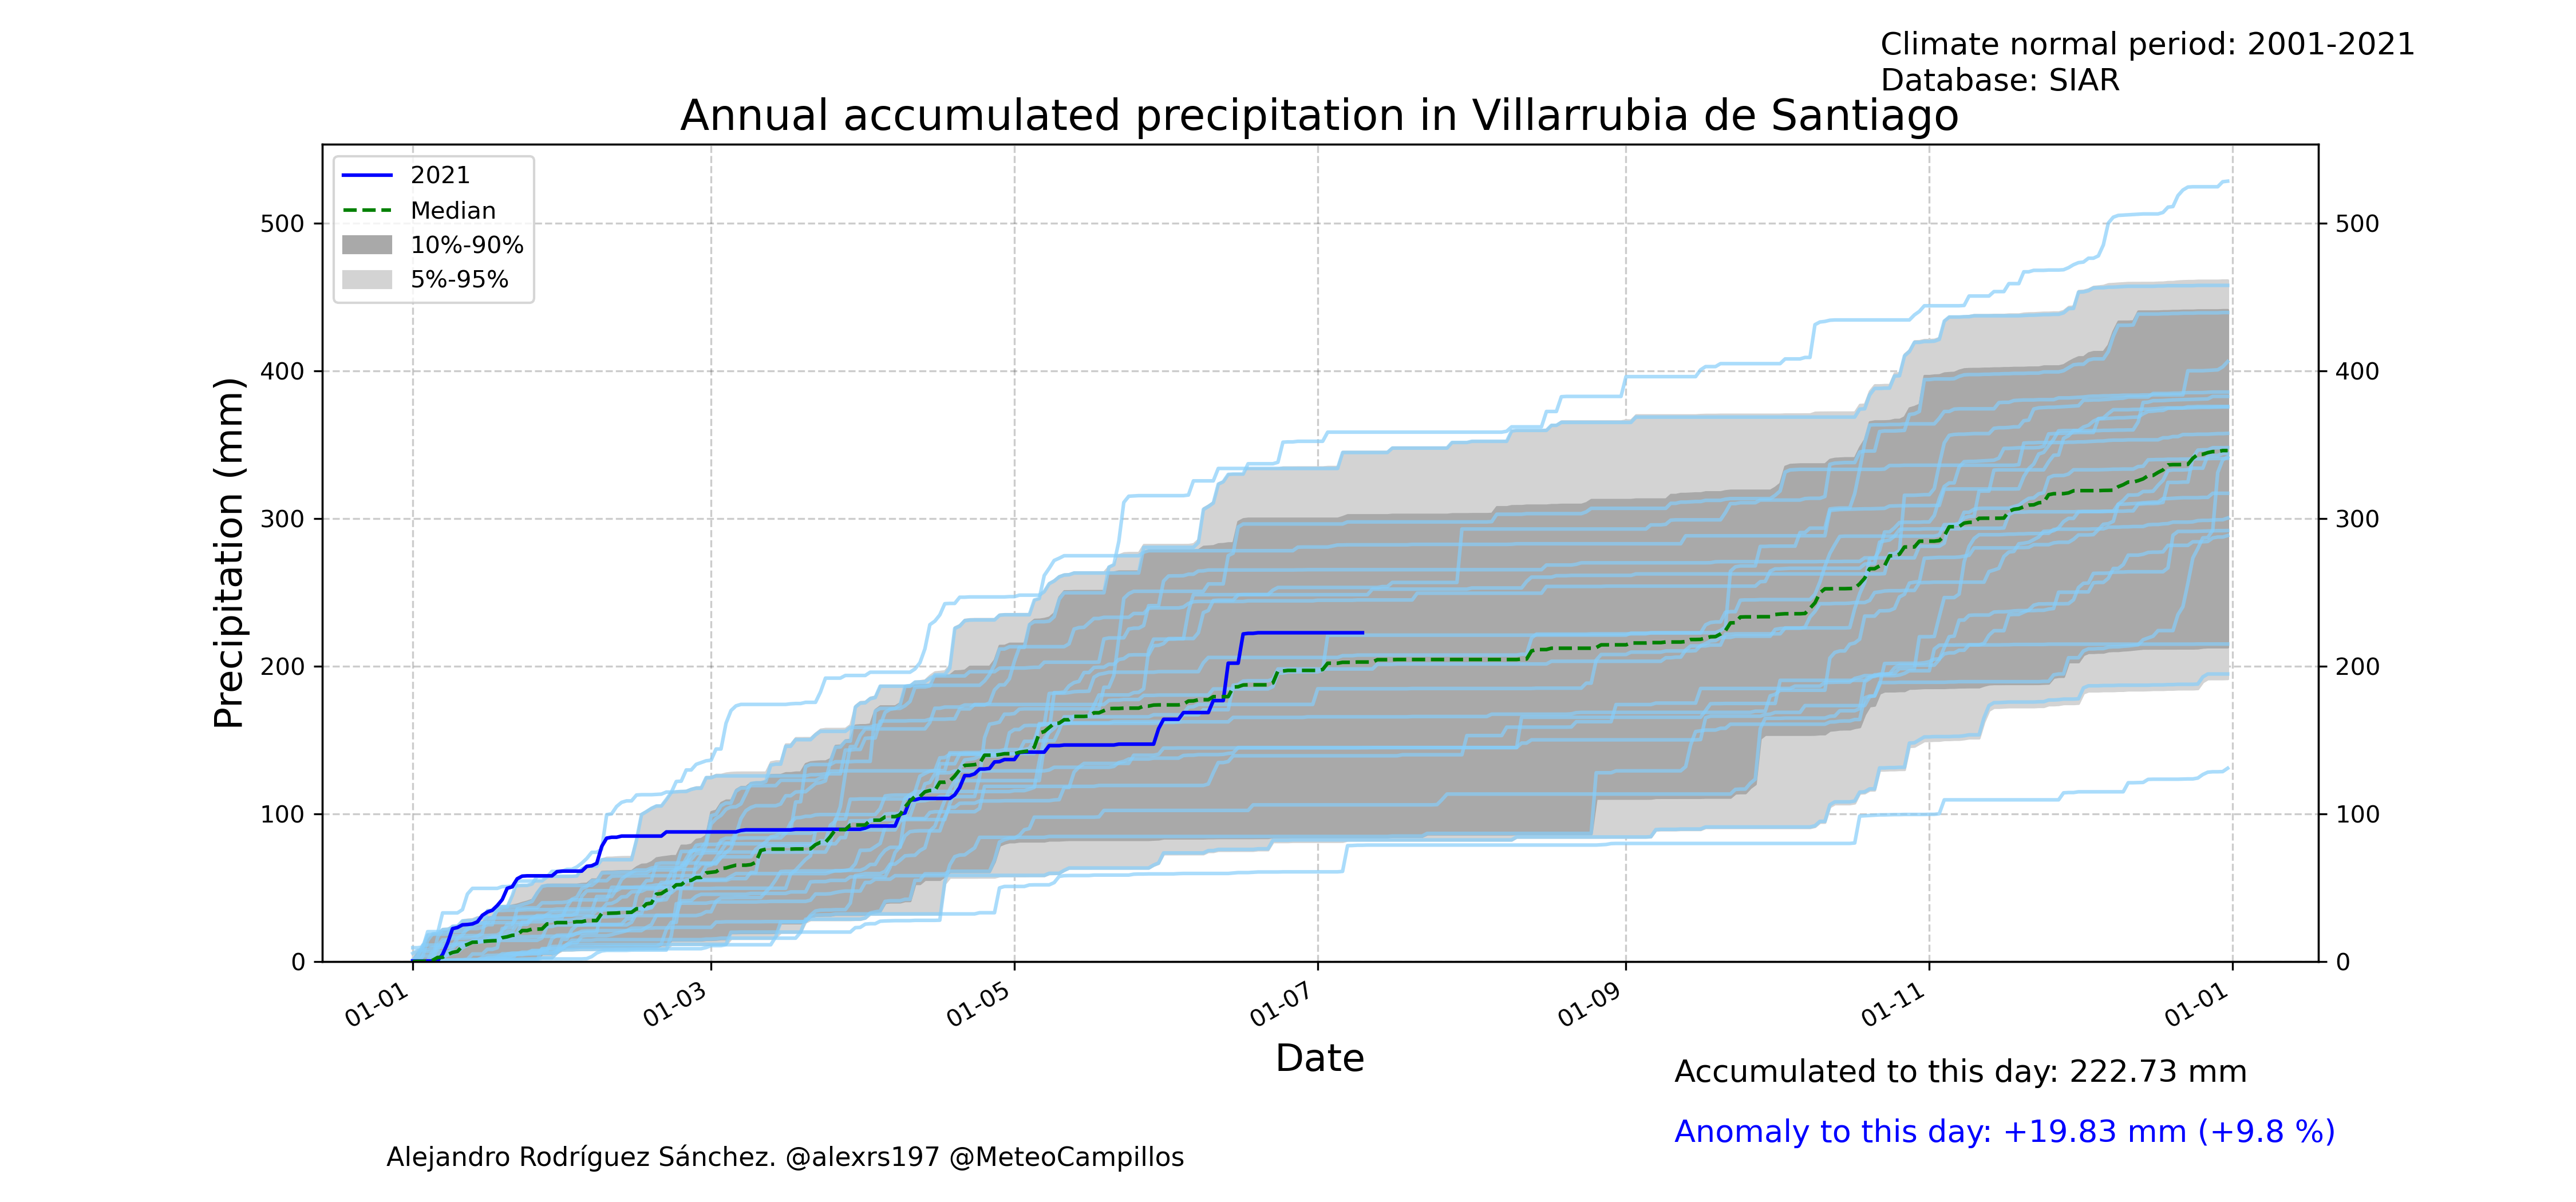 Climate normal period: 2001-2021
Database: SIAR
Annual accumulated precipitation in Villarrubia de Santiago
2021
Median
10%-90%
5%-95%
Precipitation (mm)
500
400
300
200
100
0
500
400
300
200
100
0
01-01
01-03
01-05
01-07
01-09
01-11
01-01
Date
Accumulated to this day: 222.73 mm
Anomaly to this day: +19.83 mm (+9.8 %)
Alejandro Rodríguez Sánchez. @alexrs197 @MeteoCampillos